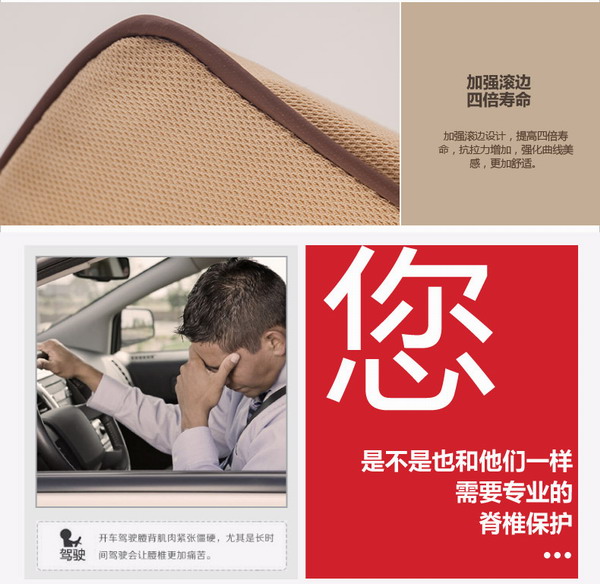 加强滚边
四倍寿命
加强滚边设计，提高四倍寿
命，抗拉力增加，强化曲线美
感，更加舒适。
您
是不是也和他们一样
需要专业的
脊椎保护
•••
驾驶
开车驾驶腰背肌肉紧张僵硬，尤其是长时
间驾驶会让腰椎更加痛苦。